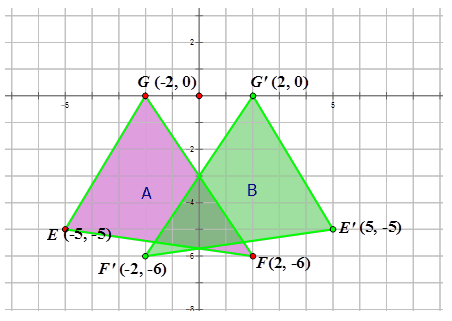 2
G (-2, 0) G' (2, 0)
-5 5
-2
A B
-4
E (-5, -5) E' (5, -5)
F' (-2, -6) -6 F(2, -6)
-8